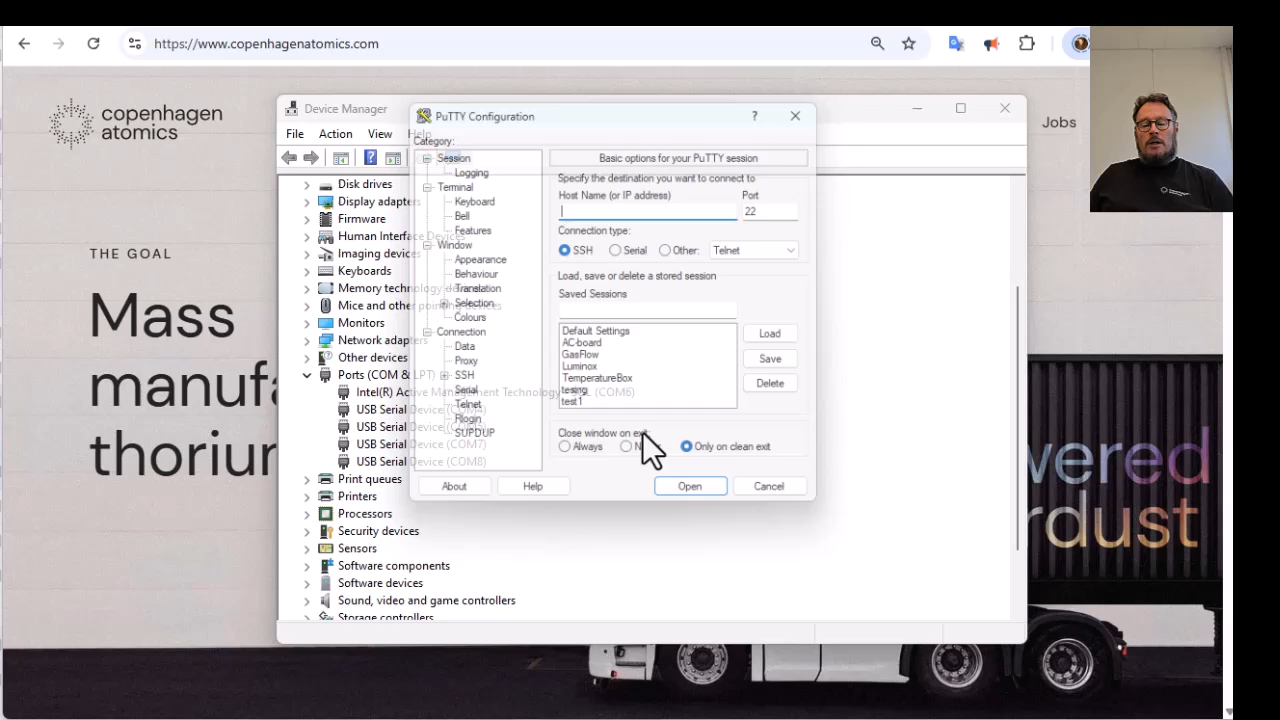 https://www.copenhagenatomics.com
copenhagen
atomics
Jobs
THE GOAL
Mass
manufa
thoriun
wered
rdust
Device Manager
File Action View Help
Disk drives
Display adapters
Firmware
Human Interface Devices
Imaging devices
Keyboards
Memory technology devices
Mice and other pointing devices
Monitors
Network adapters
Other devices
Ports (COM & LPT)
Intel(R) Active Management Technology - SOL (COM6)
USB Serial Device (COM4)
USB Serial Device
USB Serial Device (COM7)
USB Serial Device (COM8)
Print queues
Printers
Processors
Security devices
Sensors
Software components
Software devices
Sound, video and game controllers
Storage controllers
PuTTY Configuration
?
Category:
Session
Logging
Terminal
Keyboard
Bell
Features
Window
Appearance
Behaviour
Translation
Selection
Colours
Connection
Data
Proxy
SSH
Serial
Telnet
Rlogin
SUPDUP
Basic options for your PuTTY session
Specify the destination you want to connect to
Host Name (or IP address) Port
22
Connection type:
SSH Serial Other: Telnet
Load, save or delete a stored session
Saved Sessions
Default Settings
AC-board
GasFlow
Luminox
TemperatureBox
testing
test1
Load
Save
Delete
Close window on exit:
Always N Only on clean exit
About Help Open Cancel